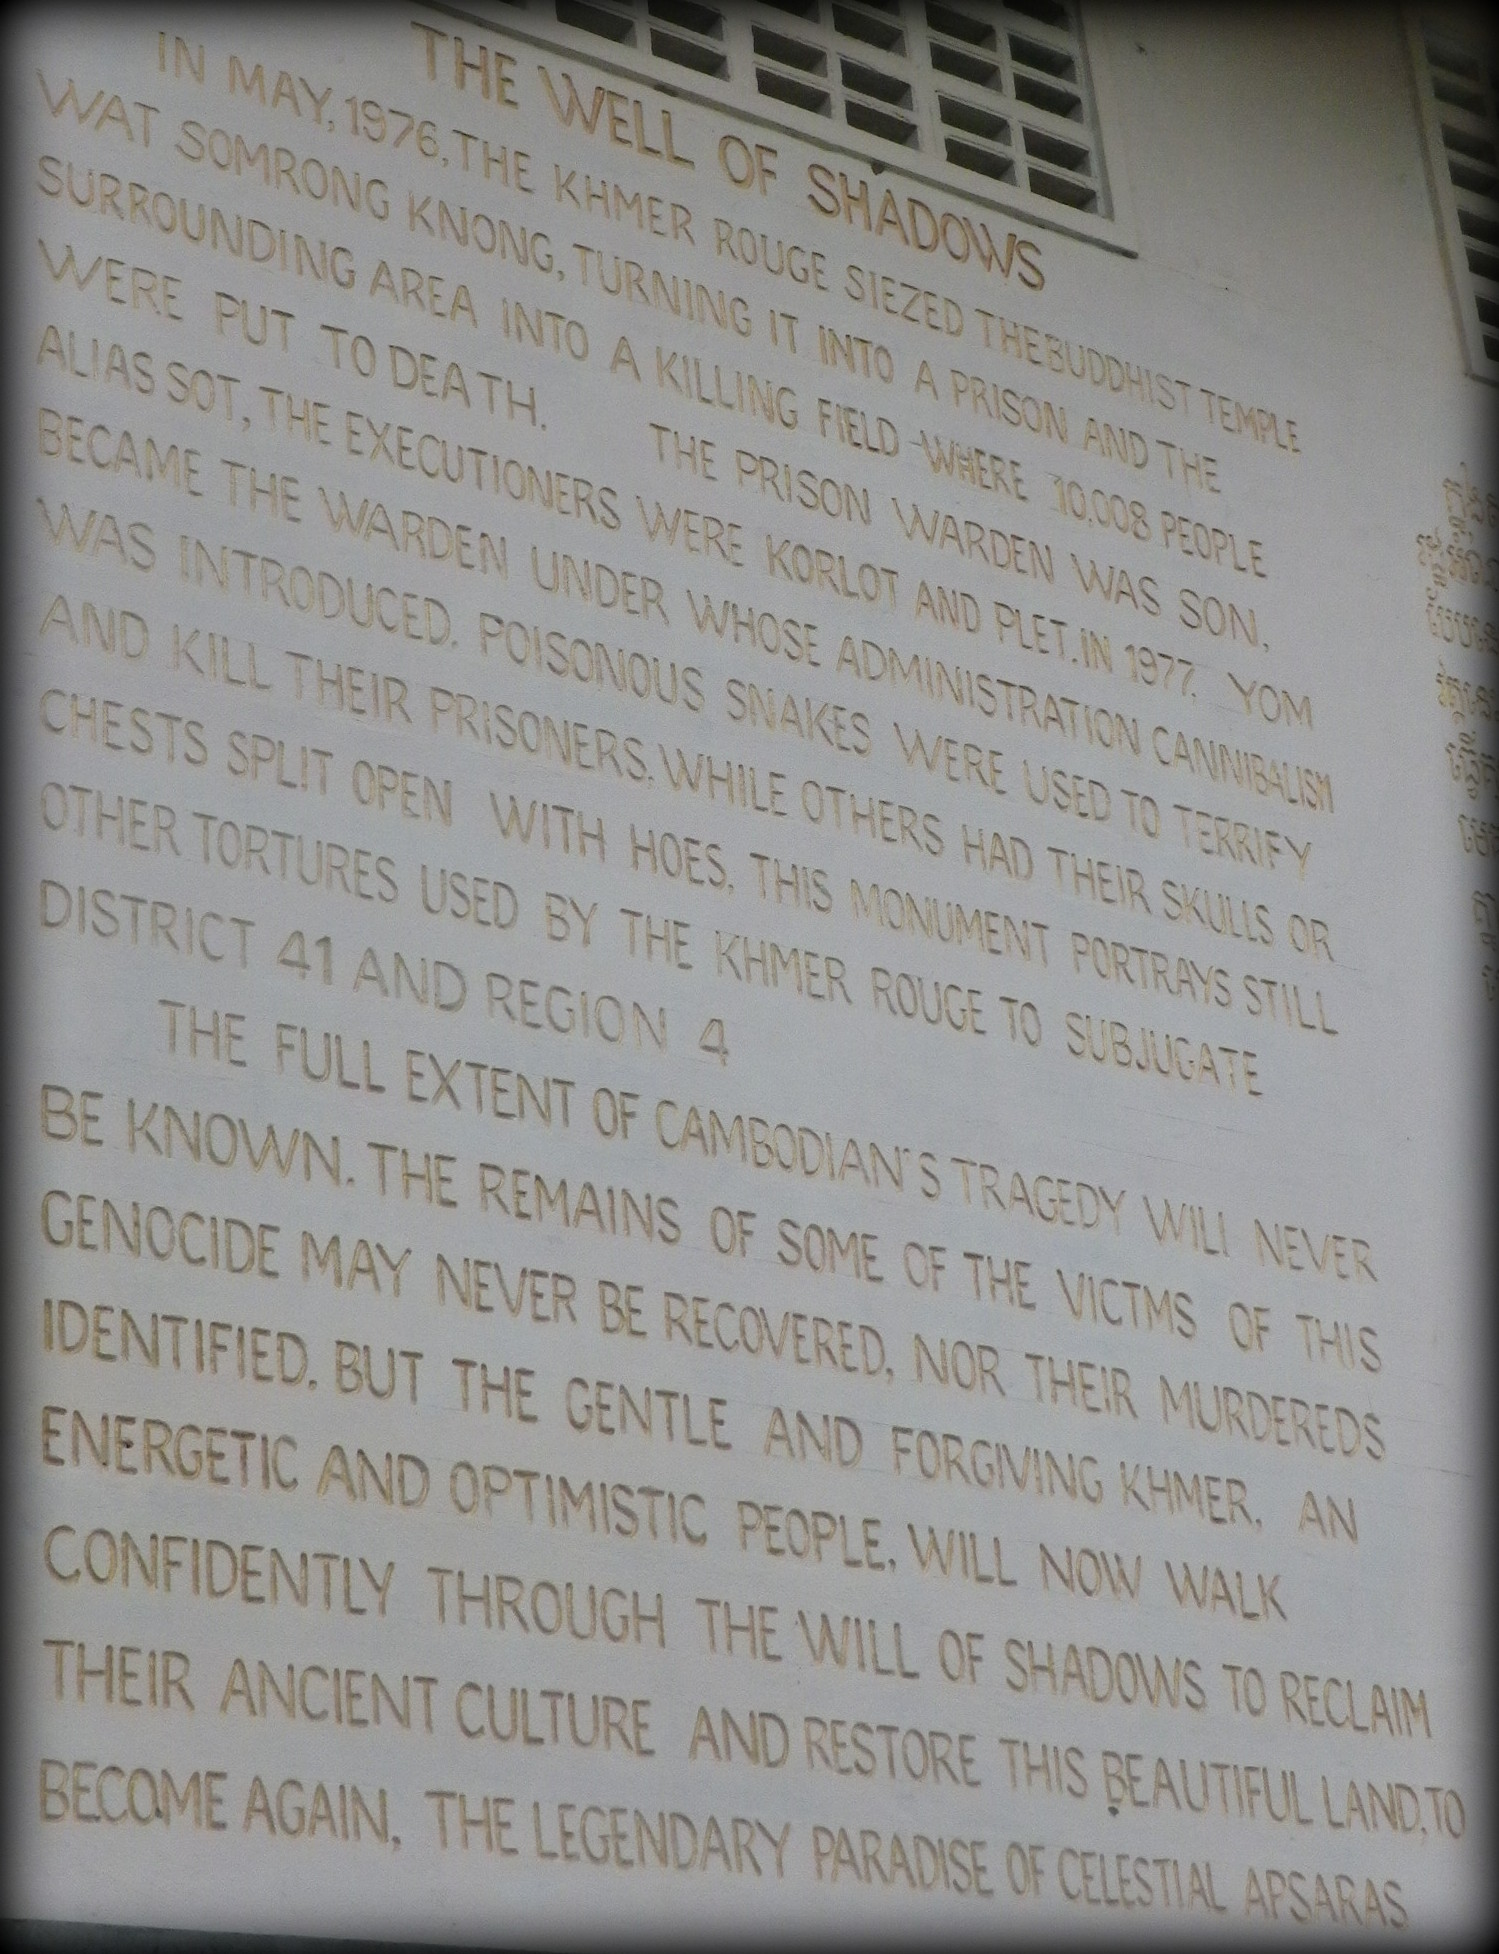 THE WELL OF SHADOWS
IN MAY, 1976, THE KHMER ROUGE SIEZED THE BUDDHIST TEMPLE
WAT SOMRONG KNONG, TURNING IT INTO A PRISON AND THE
SURROUNDING AREA INTO A KILLING FIELD WHERE 10.008 PEOPLE
WERE PUT TO DEATH. THE PRISON WARDEN WAS SON,
ALIAS SOT, THE EXECUTIONERS WERE KORLOT AND PLET. IN 1977. YOM
BECAME THE WARDEN UNDER WHOSE ADMINISTRATION CANNIBALISM
WAS INTRODUCED. POISONOUS SNAKES WERE USED TO TERRIFY
AND KILL THEIR PRISONERS. WHILE OTHERS HAD THEIR SKULLS OR
CHESTS SPLIT OPEN WITH HOES. THIS MONUMENT PORTRAYS STILL
OTHER TORTURES USED BY THE KHMER ROUGE TO SUBJUGATE
DISTRICT 41 AND REGION 4
THE FULL EXTENT OF CAMBODIAN'S TRAGEDY WILL NEVER
BE KNOWN. THE REMAINS OF SOME OF THE VICTMS OF THIS
GENOCIDE MAY NEVER BE RECOVERED, NOR THEIR MURDEREDS
IDENTIFIED. BUT THE GENTLE AND FORGIVING KHMER, AN
ENERGETIC AND OPTIMISTIC PEOPLE, WILL NOW WALK
CONFIDENTLY THROUGH THE WILL OF SHADOWS TO RECLAIM
THEIR ANCIENT CULTURE AND RESTORE THIS BEAUTIFUL LAND, TO
BECOME AGAIN, THE LEGENDARY PARADISE OF CELESTIAL APSARAS